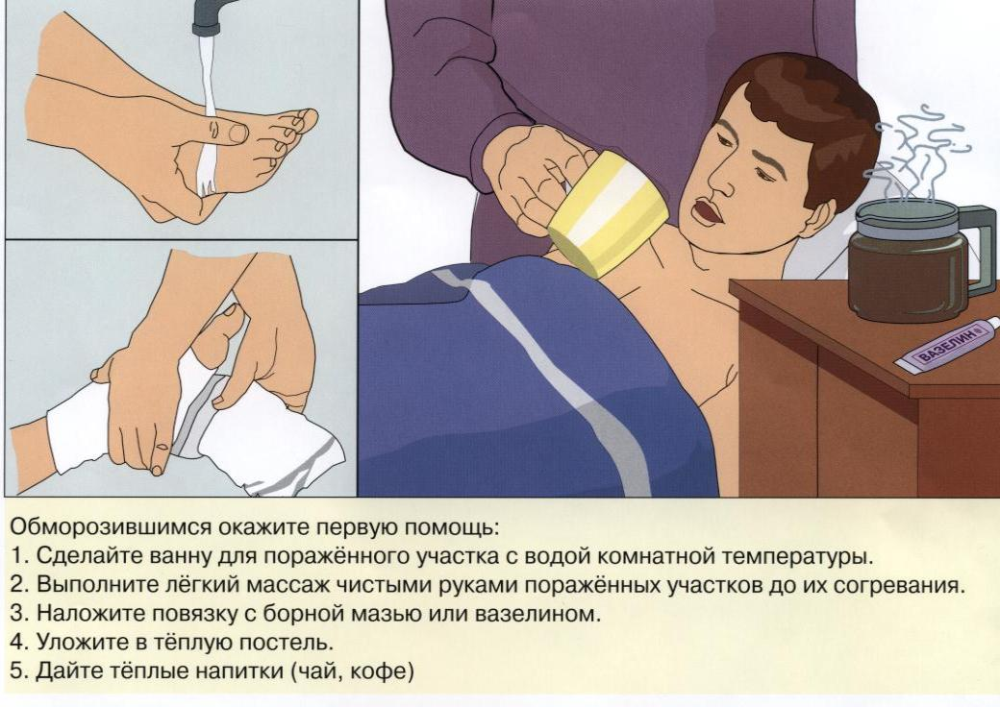 ВАЗЕЛИН
Обморозившимся окажите первую помощь:
1. Сделайте ванну для поражённого участка с водой комнатной температуры.
2. Выполните лёгкий массаж чистыми руками поражённых участков до их согревания.
3. Наложите повязку с борной мазью или вазелином.
4. Уложите в тёплую постель.
5. Дайте тёплые напитки (чай, кофе)